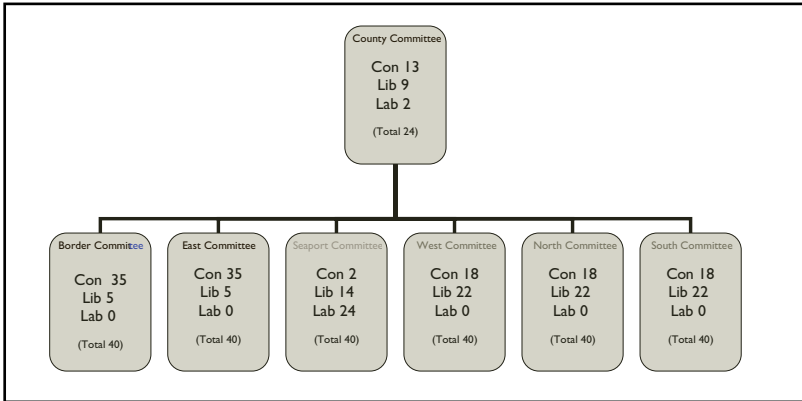 County Committee
Con 13
Lib 9
Lab 2
(Total 24)
Border Committee
Con 35
Lib 5
Lab 0
(Total 40)
East Committee
Con 35
Lib 5
Lab 0
(Total 40)
Seaport Committee
Con 2
Lib 14
Lab 24
(Total 40)
West Committee
Con 18
Lib 22
Lab 0
(Total 40)
North Committee
Con 18
Lib 22
Lab 0
(Total 40)
South Committee
Con 18
Lib 22
Lab 0
(Total 40)